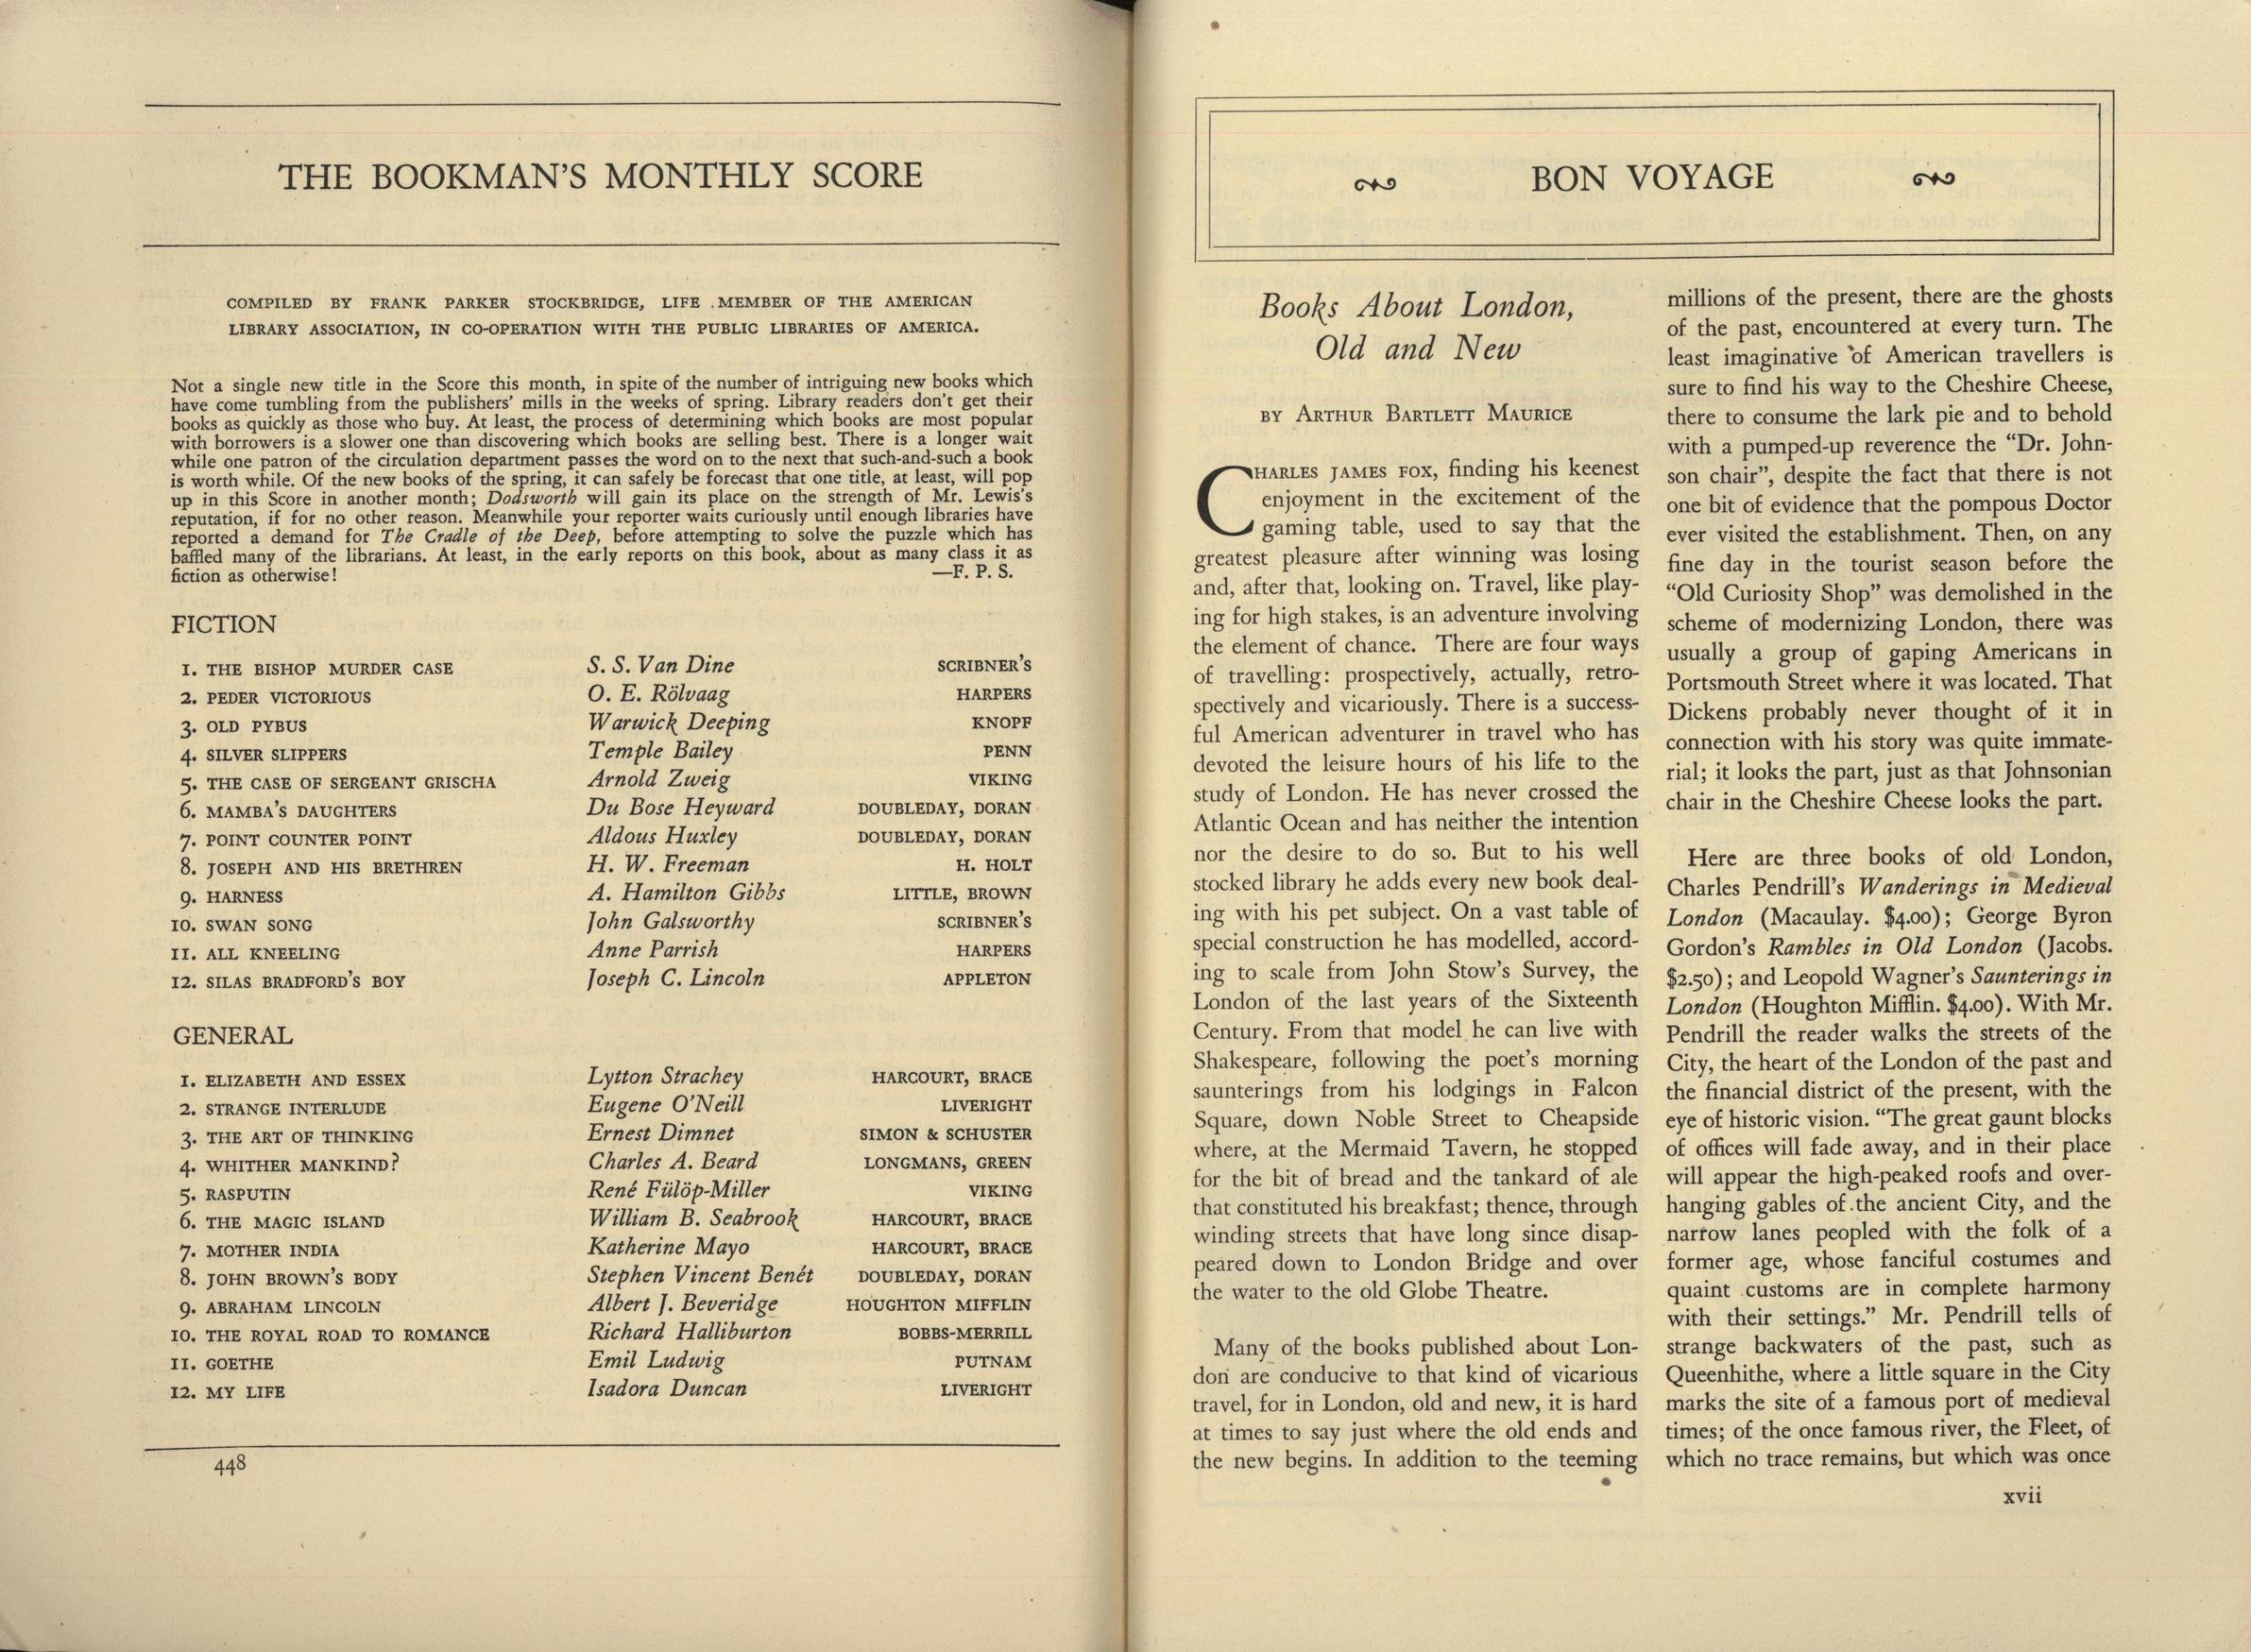 THE BOOKMAN'S MONTHLY SCORE
COMPILED BY FRANK PARKER STOCKBRIDGE, LIFE MEMBER OF THE AMERICAN
LIBRARY ASSOCIATION, IN CO-OPERATION WITH THE PUBLIC LIBRARIES OF AMERICA.
Not a single new title in the Score this month, in spite of the number of intriguing new books which
have come tumbling from the publishers' mills in the weeks of spring. Library readers don't get their
books as quickly as those who buy. At least, the process of determining which books are most popular
with borrowers is a slower one than discovering which books are selling best. There is a longer wait
while one patron of the circulation department passes the word on to the next that such-and-such a book
is worth while. Of the new books of the spring, it can safely be forecast that one title, at least, will pop
up in this Score in another month; Dodsworth will gain its place on the strength of Mr. Lewis's
reputation, if for no other reason. Meanwhile your reporter waits curiously until enough libraries have
reported a demand for The Cradle of the Deep, before attempting to solve the puzzle which has
baffled many of the librarians. At least, in the early reports on this book, about as many class it as
fiction as otherwise! —F. P. S.
FICTION
1. THE BISHOP MURDER CASE S. S. Van Dine SCRIBNER'S
2. PEDER VICTORIOUS O. E. Rölvaag HARPERS
3. OLD PYBUS Warwick Deeping KNOPF
4. SILVER SLIPPERS Temple Bailey PENN
5. THE CASE OF SERGEANT GRISCHA Arnold Zweig VIKING
6. MAMBA'S DAUGHTERS Du Bose Heyward DOUBLEDAY, DORAN
7. POINT COUNTER POINT Aldous Huxley DOUBLEDAY, DORAN
8. JOSEPH AND HIS BRETHREN H. W. Freeman H. HOLT
9. HARNESS A. Hamilton Gibbs LITTLE, BROWN
10. SWAN SONG John Galsworthy SCRIBNER'S
11. ALL KNEELING Anne Parrish HARPERS
12. SILAS BRADFORD'S BOY Joseph C. Lincoln APPLETON
GENERAL
1. ELIZABETH AND ESSEX Lytton Strachey HARCOURT, BRACE
2. STRANGE INTERLUDE Eugene O'Neill LIVERIGHT
3. THE ART OF THINKING Ernest Dimnet SIMON & SCHUSTER
4. WHITHER MANKIND? Charles A. Beard LONGMANS, GREEN
5. RASPUTIN René Fülöp-Miller VIKING
6. THE MAGIC ISLAND William B. Seabrook HARCOURT, BRACE
7. MOTHER INDIA Katherine Mayo HARCOURT, BRACE
8. JOHN BROWN'S BODY Stephen Vincent Benét DOUBLEDAY, DORAN
9. ABRAHAM LINCOLN Albert J. Beveridge HOUGHTON MIFFLIN
10. THE ROYAL ROAD TO ROMANCE Richard Halliburton BOBBS-MERRILL
11. GOETHE Emil Ludwig PUTNAM
12. MY LIFE Isadora Duncan LIVERIGHT
448
BON VOYAGE
Books About London,
Old and New
BY ARTHUR BARTLETT MAURICE
CHARLES JAMES FOX, finding his keenest
enjoyment in the excitement of the
gaming table, used to say that the
greatest pleasure after winning was losing
and, after that, looking on. Travel, like play-
ing for high stakes, is an adventure involving
the element of chance. There are four ways
of travelling: prospectively, actually, retro-
spectively and vicariously. There is a success-
ful American adventurer in travel who has
devoted the leisure hours of his life to the
study of London. He has never crossed the
Atlantic Ocean and has neither the intention
nor the desire to do so. But to his well
stocked library he adds every new book deal-
ing with his pet subject. On a vast table of
special construction he has modelled, accord-
ing to scale from John Stow's Survey, the
London of the last years of the Sixteenth
Century. From that model he can live with
Shakespeare, following the poet's morning
saunterings from his lodgings in Falcon
Square, down Noble Street to Cheapside
where, at the Mermaid Tavern, he stopped
for the bit of bread and the tankard of ale
that constituted his breakfast; thence, through
winding streets that have long since disap-
peared down to London Bridge and over
the water to the old Globe Theatre.
Many of the books published about Lon-
don are conducive to that kind of vicarious
travel, for in London, old and new, it is hard
at times to say just where the old ends and
the new begins. In addition to the teeming
millions of the present, there are the ghosts
of the past, encountered at every turn. The
least imaginative of American travellers is
sure to find his way to the Cheshire Cheese,
there to consume the lark pie and to behold
with a pumped-up reverence the "Dr. John-
son chair", despite the fact that there is not
one bit of evidence that the pompous Doctor
ever visited the establishment. Then, on any
fine day in the tourist season before the
"Old Curiosity Shop" was demolished in the
scheme of modernizing London, there was
usually a group of gaping Americans in
Portsmouth Street where it was located. That
Dickens probably never thought of it in
connection with his story was quite immate-
rial; it looks the part, just as that Johnsonian
chair in the Cheshire Cheese looks the part.
Here are three books of old London,
Charles Pendrill's Wanderings in Medieval
London (Macaulay. $4.00); George Byron
Gordon's Rambles in Old London (Jacobs.
$2.50); and Leopold Wagner's Saunterings in
London (Houghton Mifflin. $4.00). With Mr.
Pendrill the reader walks the streets of the
City, the heart of the London of the past and
the financial district of the present, with the
eye of historic vision. "The great gaunt blocks
of offices will fade away, and in their place
will appear the high-peaked roofs and over-
hanging gables of the ancient City, and the
narrow lanes peopled with the folk of a
former age, whose fanciful costumes and
quaint customs are in complete harmony
with their settings." Mr. Pendrill tells of
strange backwaters of the past, such as
Queenhithe, where a little square in the City
marks the site of a famous port of medieval
times; of the once famous river, the Fleet, of
which no trace remains, but which was once
xvii